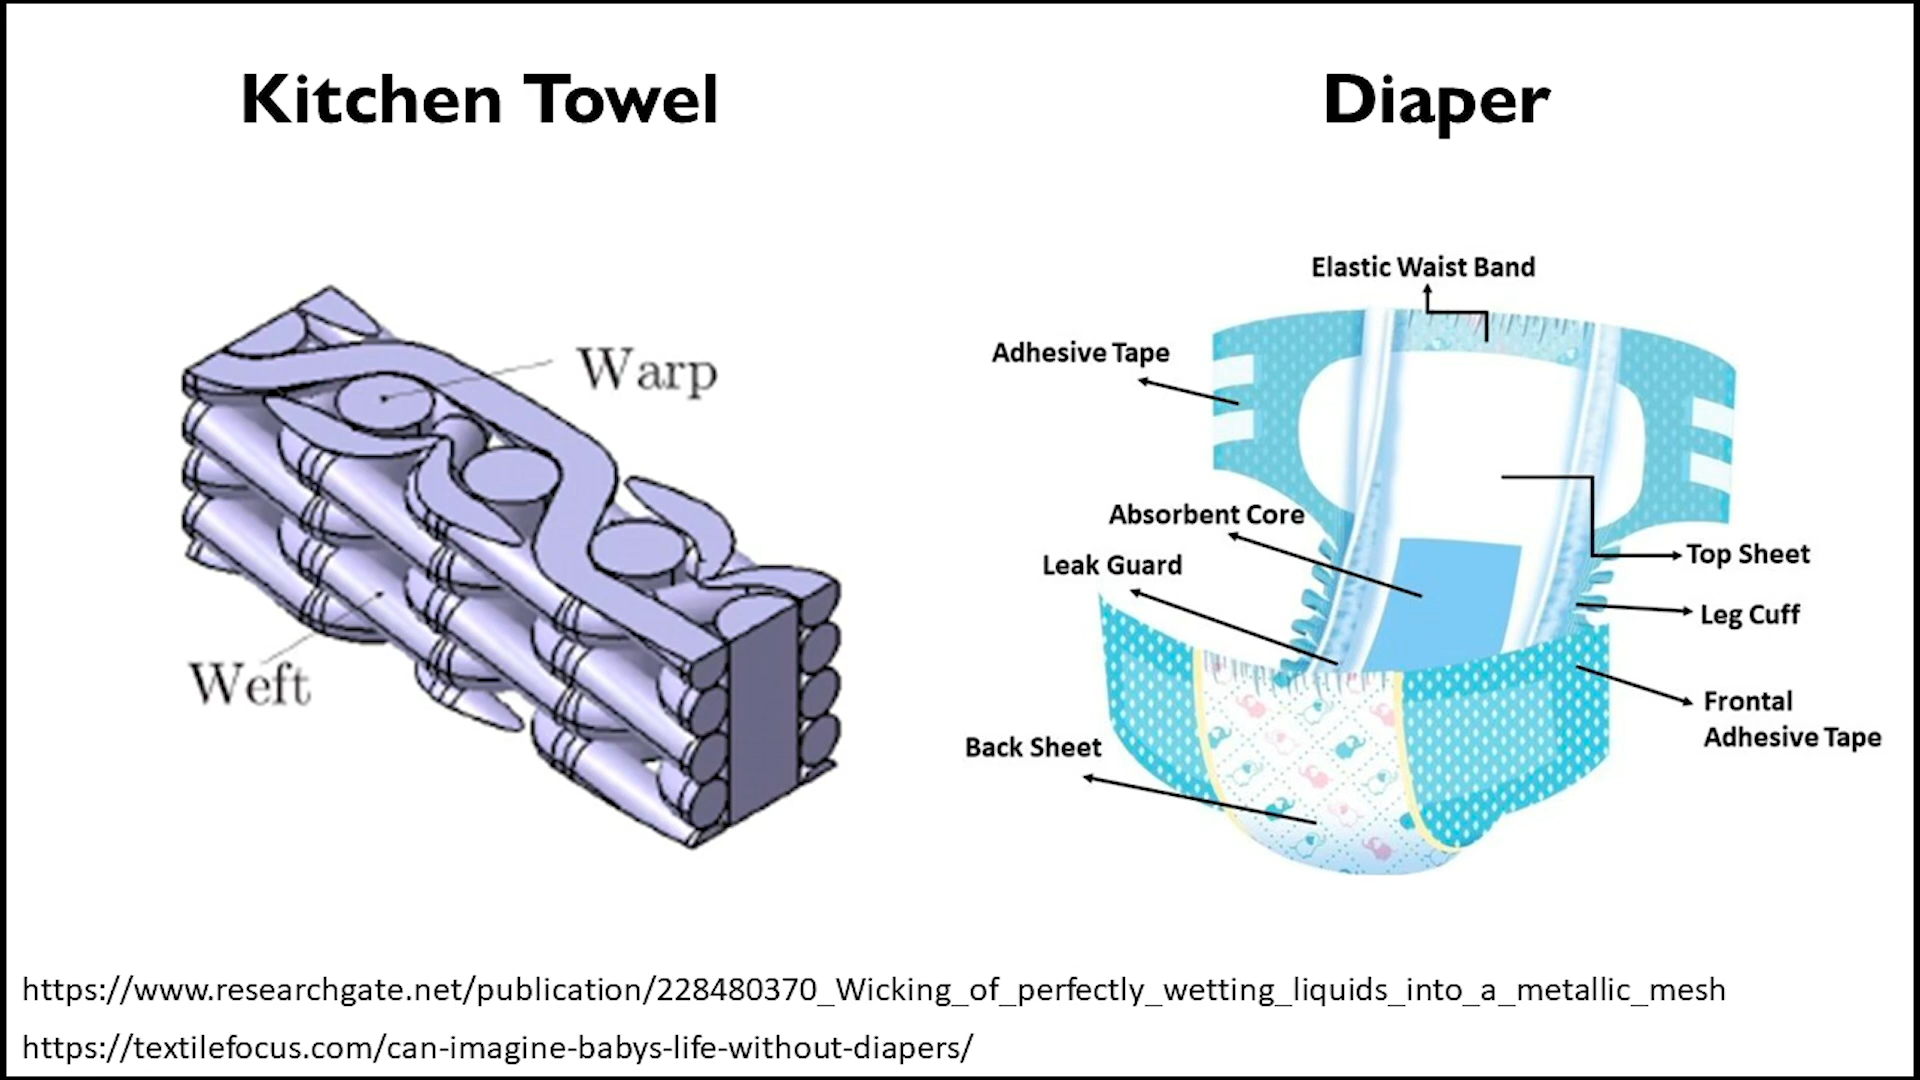 Kitchen Towel
Diaper
Warp
Weft
Elastic Waist Band
Adhesive Tape
Absorbent Core
Leak Guard
Top Sheet
Leg Cuff
Frontal
Adhesive Tape
Back Sheet
https://www.researchgate.net/publication/228480370_Wicking_of_perfectly_wetting_liquids_into_a_metallic_mesh
https://textilefocus.com/can-imagine-babys-life-without-diapers/